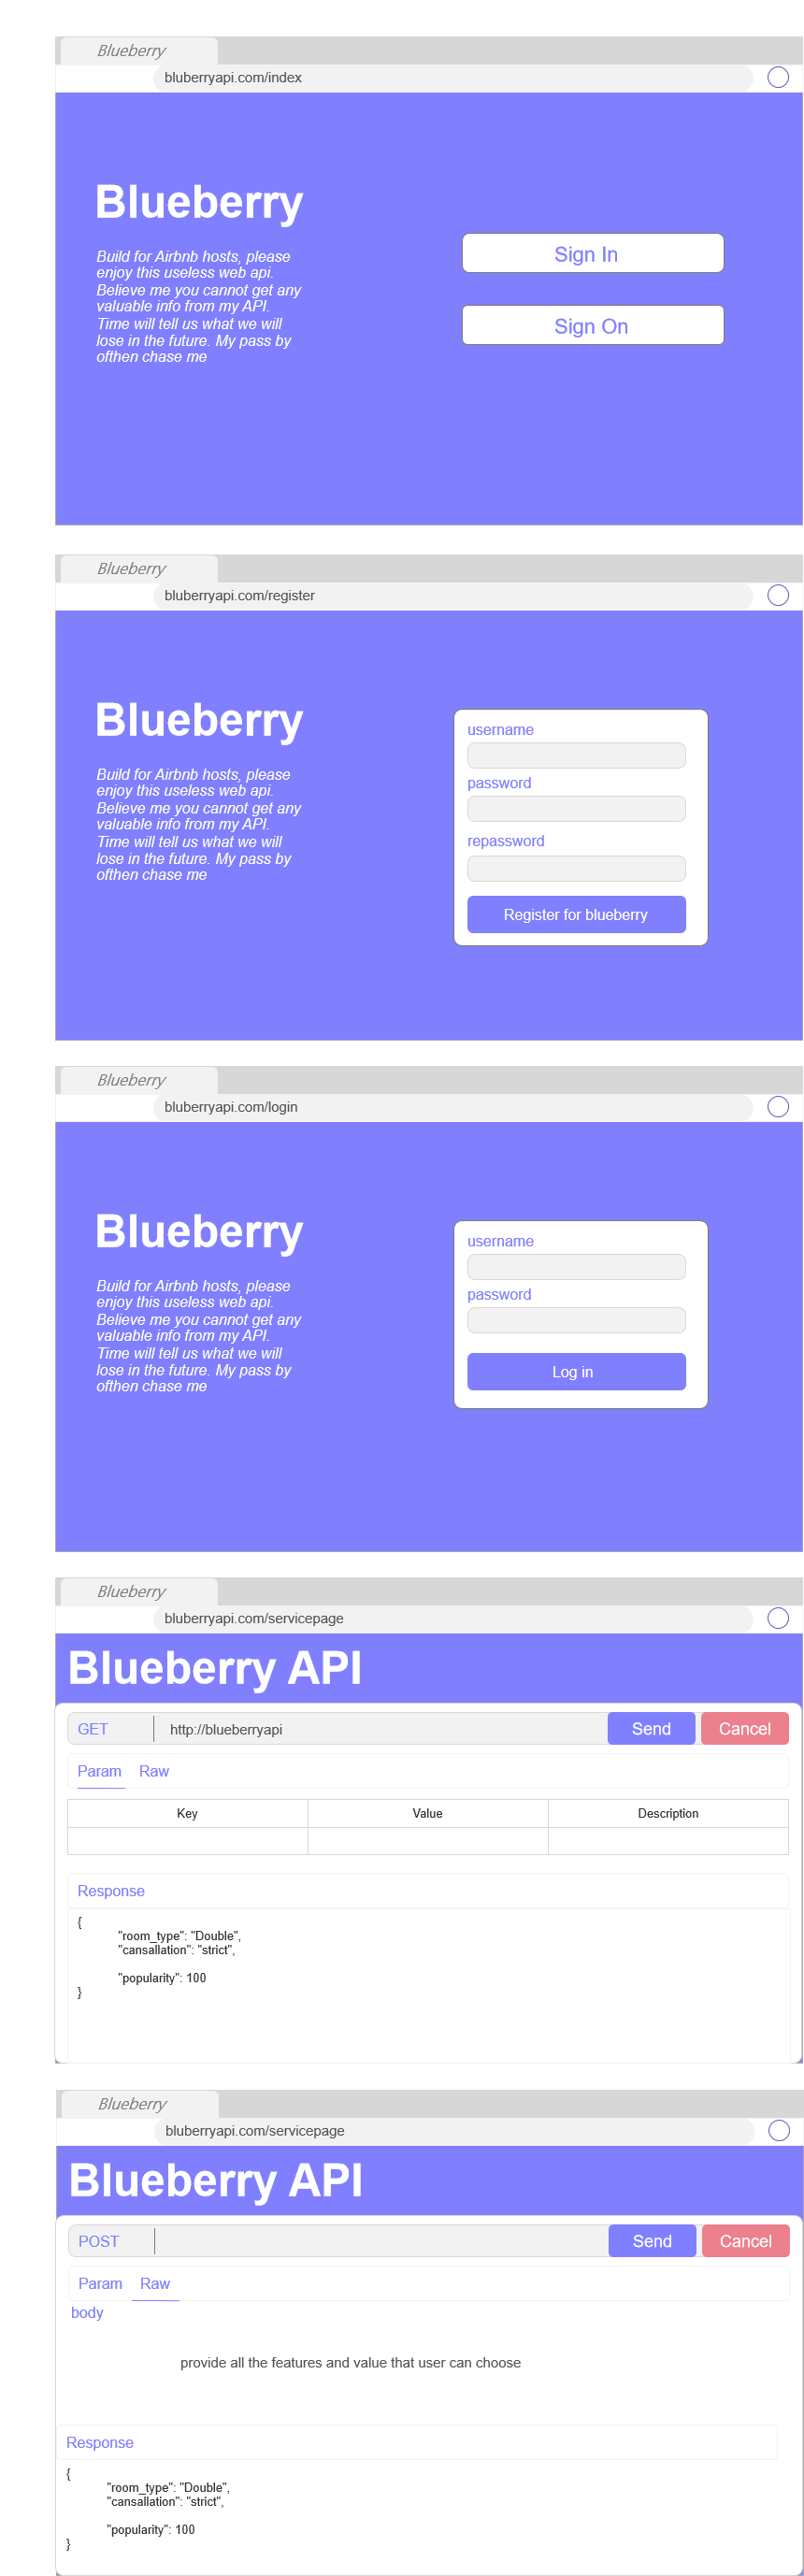 Blueberry
bluberryapi.com/index
Blueberry
Build for Airbnb hosts, please
enjoy this useless web api.
Believe me you cannot get any
valuable info from my API.
Time will tell us what we will
lose in the future. My pass by
ofthen chase me
Sign In
Sign On
Blueberry
bluberryapi.com/register
Blueberry
Build for Airbnb hosts, please
enjoy this useless web api.
Believe me you cannot get any
valuable info from my API.
Time will tell us what we will
lose in the future. My pass by
ofthen chase me
username
password
repassword
Register for blueberry
Blueberry
bluberryapi.com/login
Blueberry
Build for Airbnb hosts, please
enjoy this useless web api.
Believe me you cannot get any
valuable info from my API.
Time will tell us what we will
lose in the future. My pass by
ofthen chase me
username
password
Log in
Blueberry
bluberryapi.com/servicepage
Blueberry API
GET http://blueberryapi Send Cancel
Param Raw
Key Value Description
Response
{
"room_type": "Double",
"cansallation": "strict",
"popularity": 100
}
Blueberry
bluberryapi.com/servicepage
Blueberry API
POST Send Cancel
Param Raw
body
provide all the features and value that user can choose
Response
{
"room_type": "Double",
"cansallation": "strict",
"popularity": 100
}